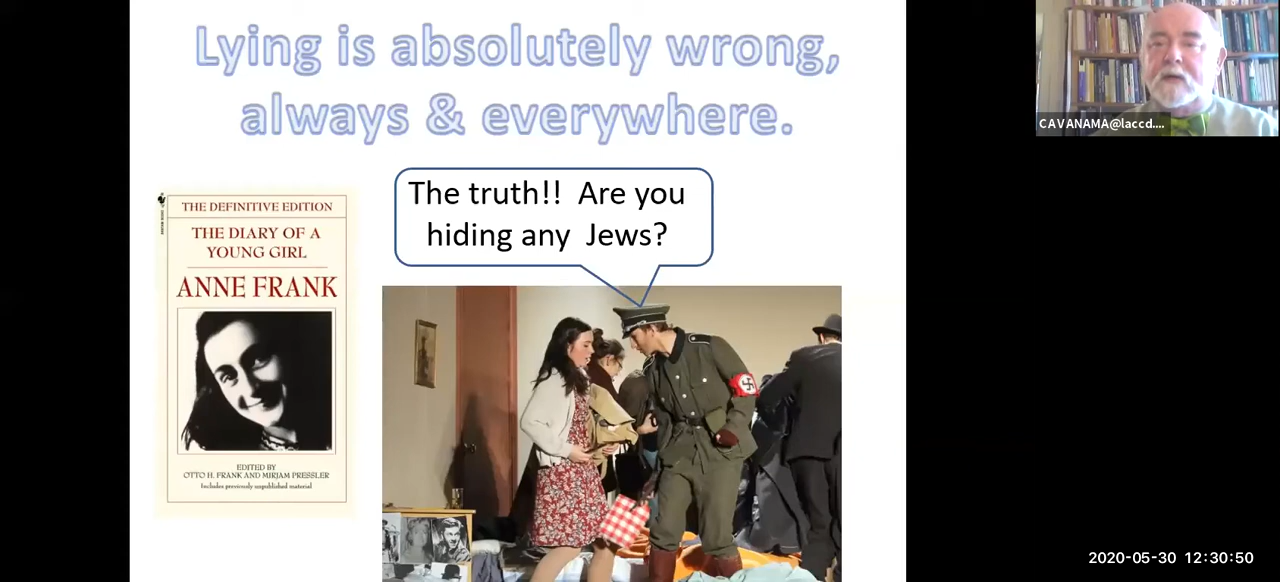 Lying is absolutely wrong,
always & everywhere.
The truth!! Are you
hiding any Jews?
THE DEFINITIVE EDITION
THE DIARY OF A
YOUNG GIRL
ANNE FRANK
EDITED BY
OTTO H. FRANK AND MIRJAM PRESSLER
Includes previously unpublished material
CAVANAMA@laccd....
2020-05-30 12:30:50